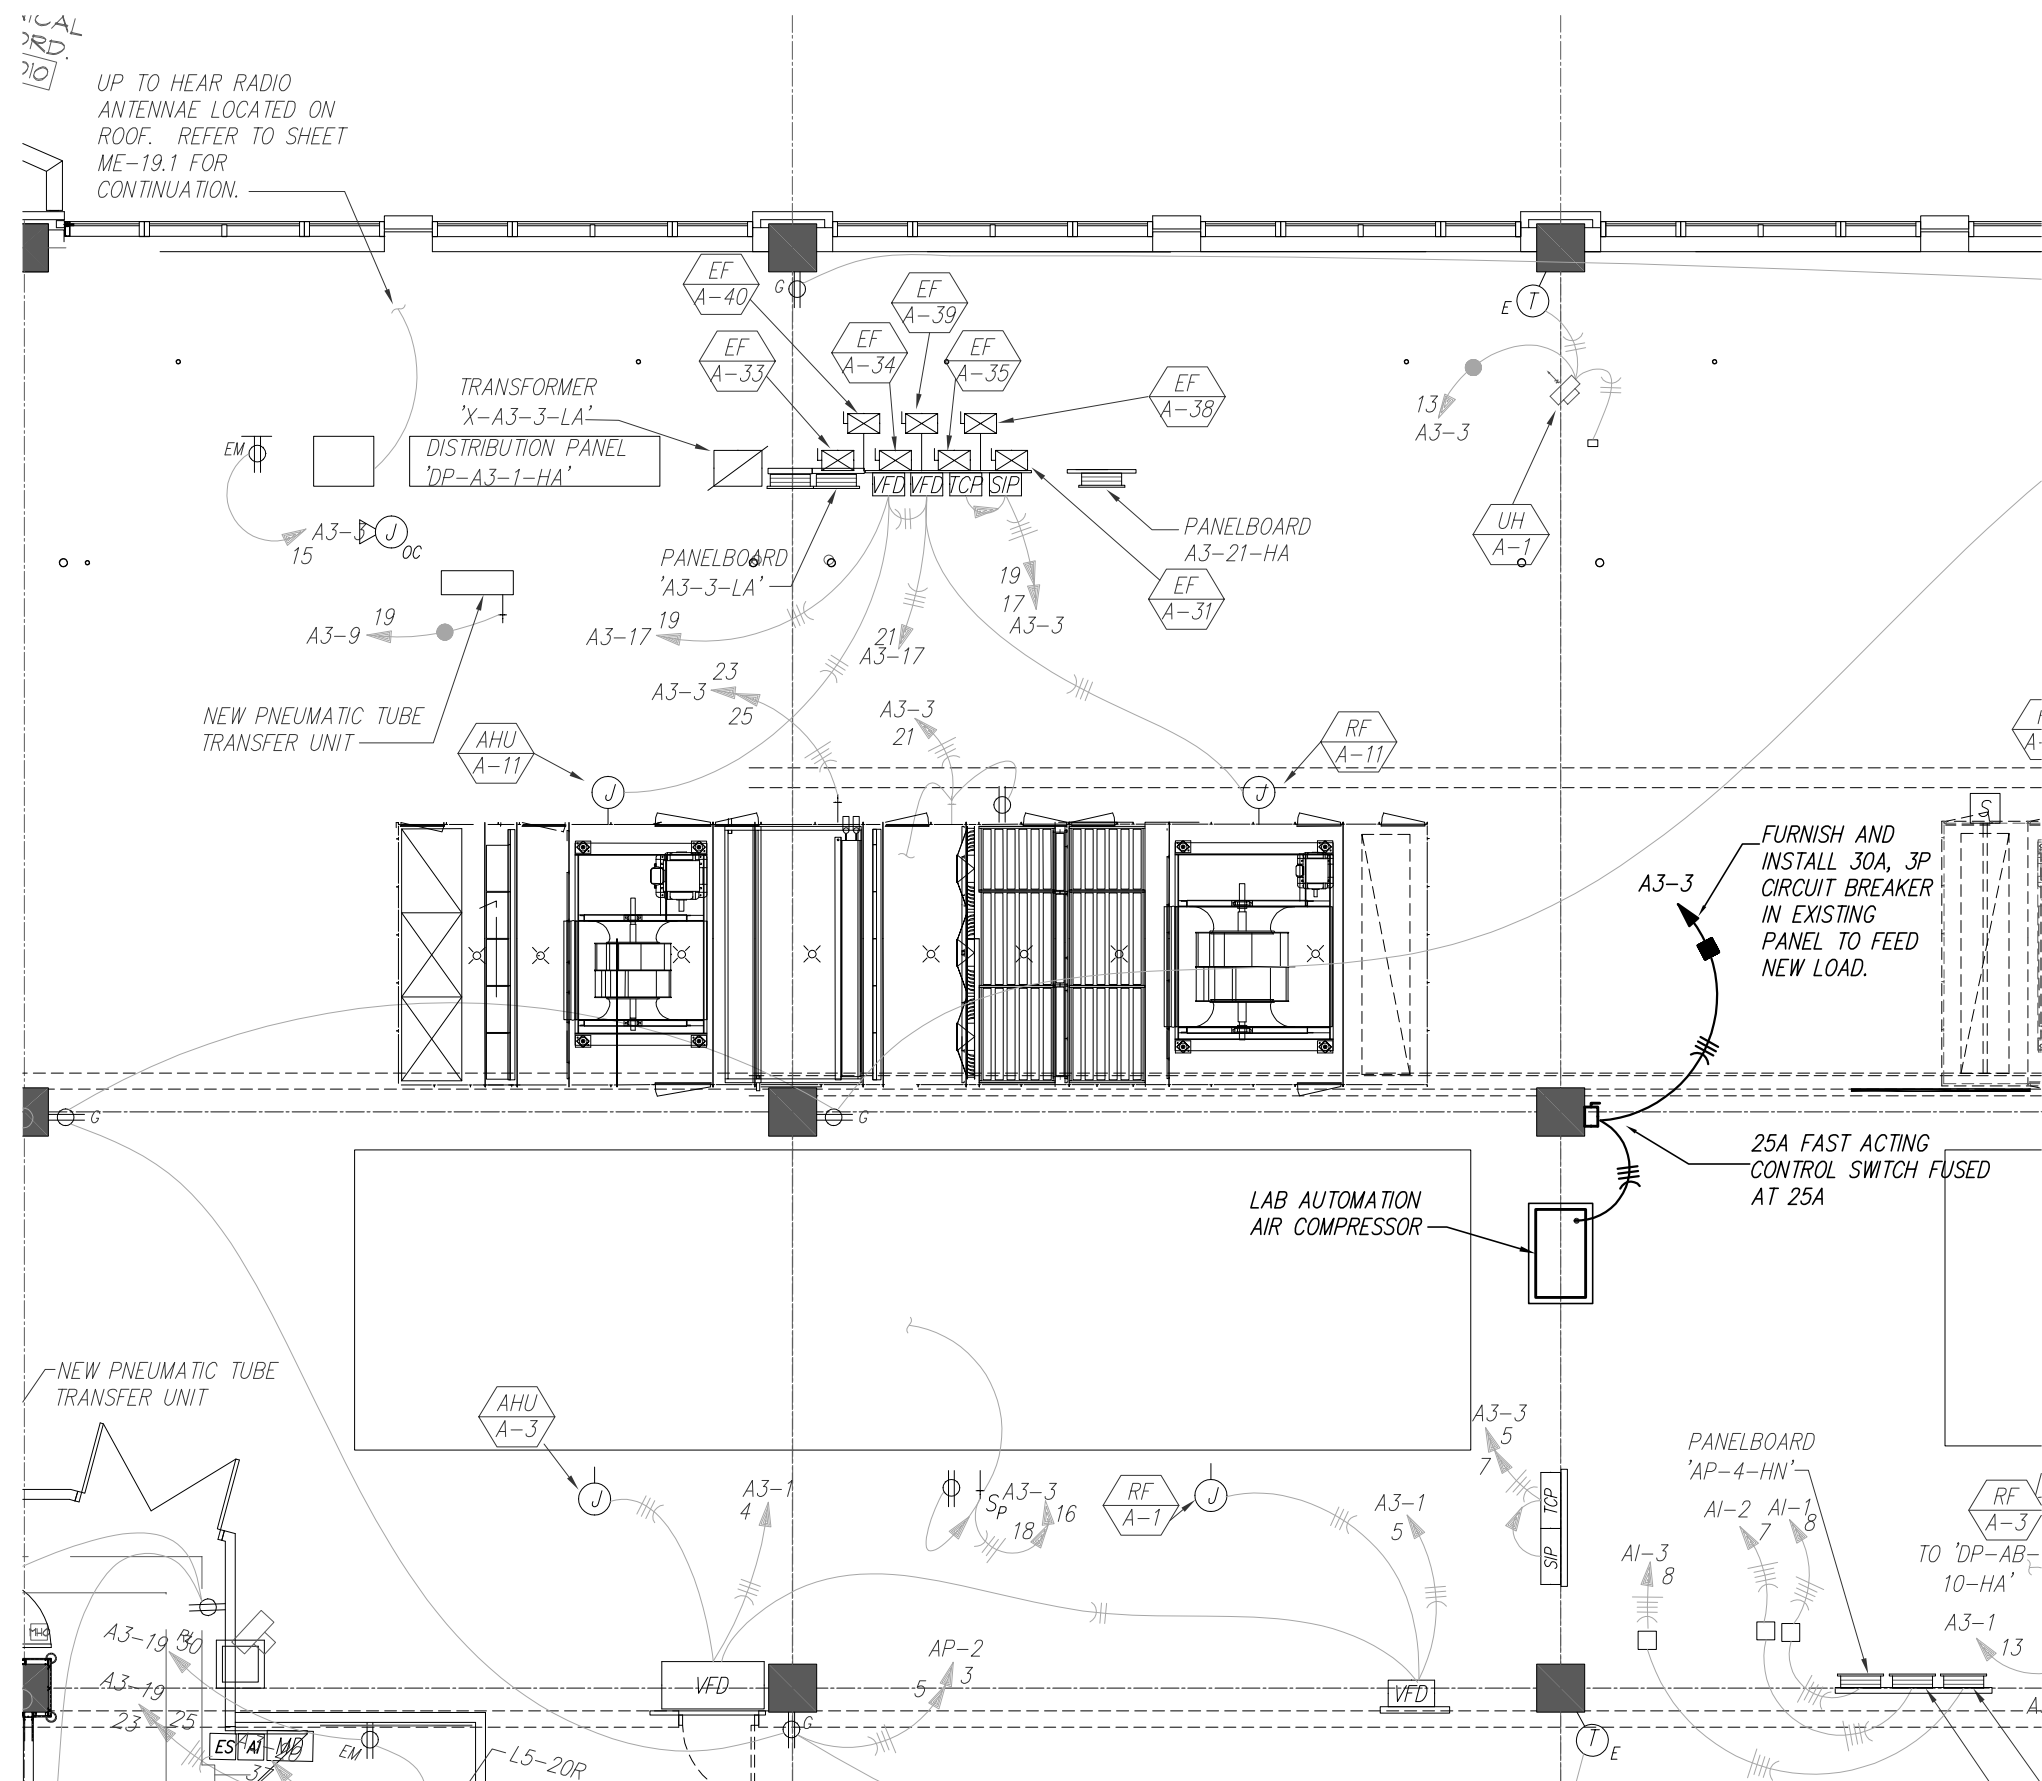 UP TO HEAR RADIO
ANTENNAE LOCATED ON
ROOF. REFER TO SHEET
ME-19.1 FOR
CONTINUATION.
EF
A-40
G
EF
A-39
EF
A-33
EF
A-34
EF
A-35
EF
A-38
E
T
13
A3-3
TRANSFORMER
'X-A3-3-LA'
EM
DISTRIBUTION PANEL
'DP-A3-1-HA'
VFD
VFD
TCP
SIP
A3-3
15
J
OC
PANELBOARD
'A3-3-LA'
PANELBOARD
A3-21-HA
UH
A-1
EF
A-31
19
17
A3-3
19
A3-9
19
A3-17
21
A3-17
23
A3-3
25
A3-3
21
NEW PNEUMATIC TUBE
TRANSFER UNIT
AHU
A-11
RF
A-11
J
J
S
FURNISH AND
INSTALL 30A, 3P
CIRCUIT BREAKER
IN EXISTING
PANEL TO FEED
NEW LOAD.
A3-3
G
G
25A FAST ACTING
CONTROL SWITCH FUSED
AT 25A
LAB AUTOMATION
AIR COMPRESSOR
NEW PNEUMATIC TUBE
TRANSFER UNIT
AHU
A-3
J
A3-1
4
SP
A3-3
16
18
RF
A-1
J
A3-1
5
A3-3
5
7
TCP
SIP
PANELBOARD
'AP-4-HN'
AI-2
7
AI-1
8
AI-3
8
RF
A-3
TO 'DP-AB-
10-HA'
A3-1
13
MHO
A3-19
30
A3-19
23
25
VFD
AP-2
3
5
G
VFD
T
E
ES
AI
MD
37
EM
L5-20R